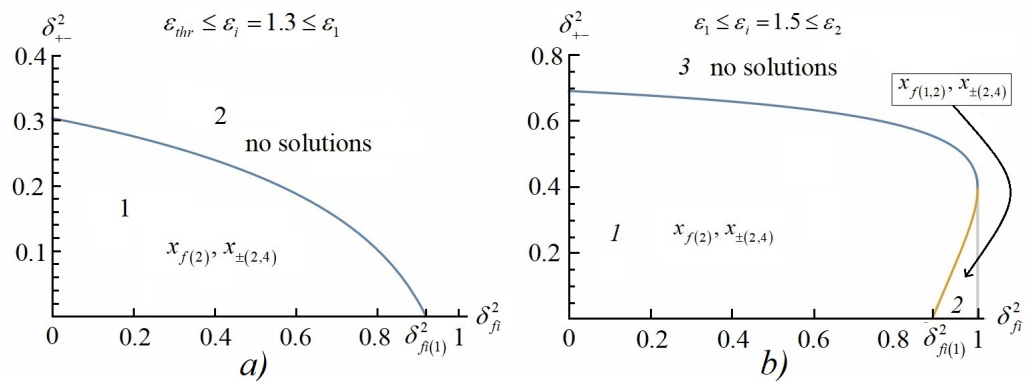 δ²₊₋
ε_thr ≤ ε_i = 1.3 ≤ ε₁
0.4
0.3
0.2
0.1
0
2
no solutions
1
x_f(2), x_±(2,4)
0.2
0.4
0.6
0.8
δ²_fi(1)
1
δ²_fi
a)
δ²₊₋
ε₁ ≤ ε_i = 1.5 ≤ ε₂
0.8
0.6
0.4
0.2
0
3 no solutions
x_f(1,2), x_±(2,4)
1 x_f(2), x_±(2,4)
2
0.2
0.4
0.6
0.8
δ²_fi(1)
1
δ²_fi
b)